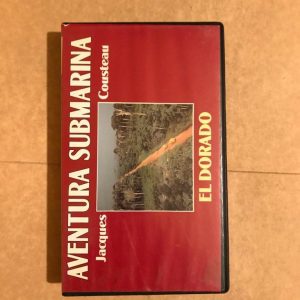 AVENTURA SUBMARINA
Jacques Cousteau
EL DORADO